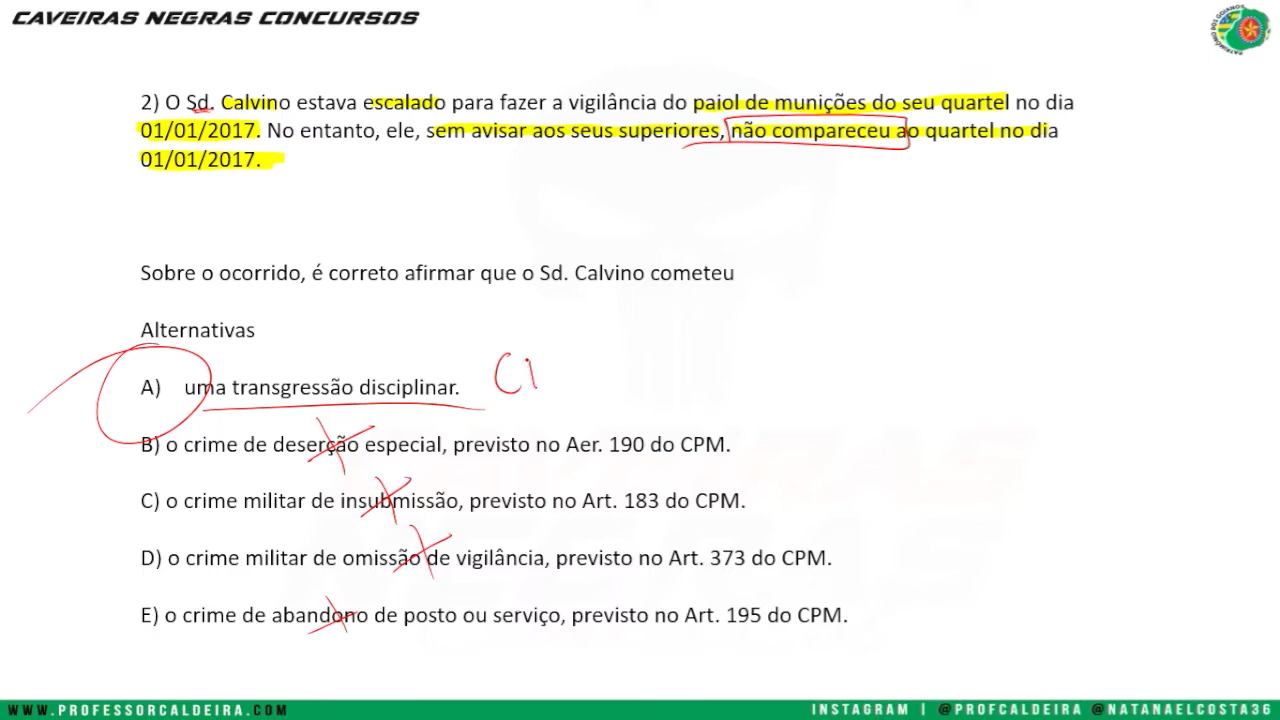 CAVEIRAS NEGRAS CONCURSOS
2) O Sd. Calvino estava escalado para fazer a vigilância do paiol de munições do seu quartel no dia
01/01/2017. No entanto, ele, sem avisar aos seus superiores, não compareceu ao quartel no dia
01/01/2017.
Sobre o ocorrido, é correto afirmar que o Sd. Calvino cometeu
Alternativas
A) uma transgressão disciplinar.
B) o crime de deserção especial, previsto no Aer. 190 do CPM.
C) o crime militar de insubmissão, previsto no Art. 183 do CPM.
D) o crime militar de omissão de vigilância, previsto no Art. 373 do CPM.
E) o crime de abandono de posto ou serviço, previsto no Art. 195 do CPM.
WWW.PROFESSORCALDEIRA.COM
INSTAGRAM | @PROFCALDEIRA @NATANAELCOSTA36